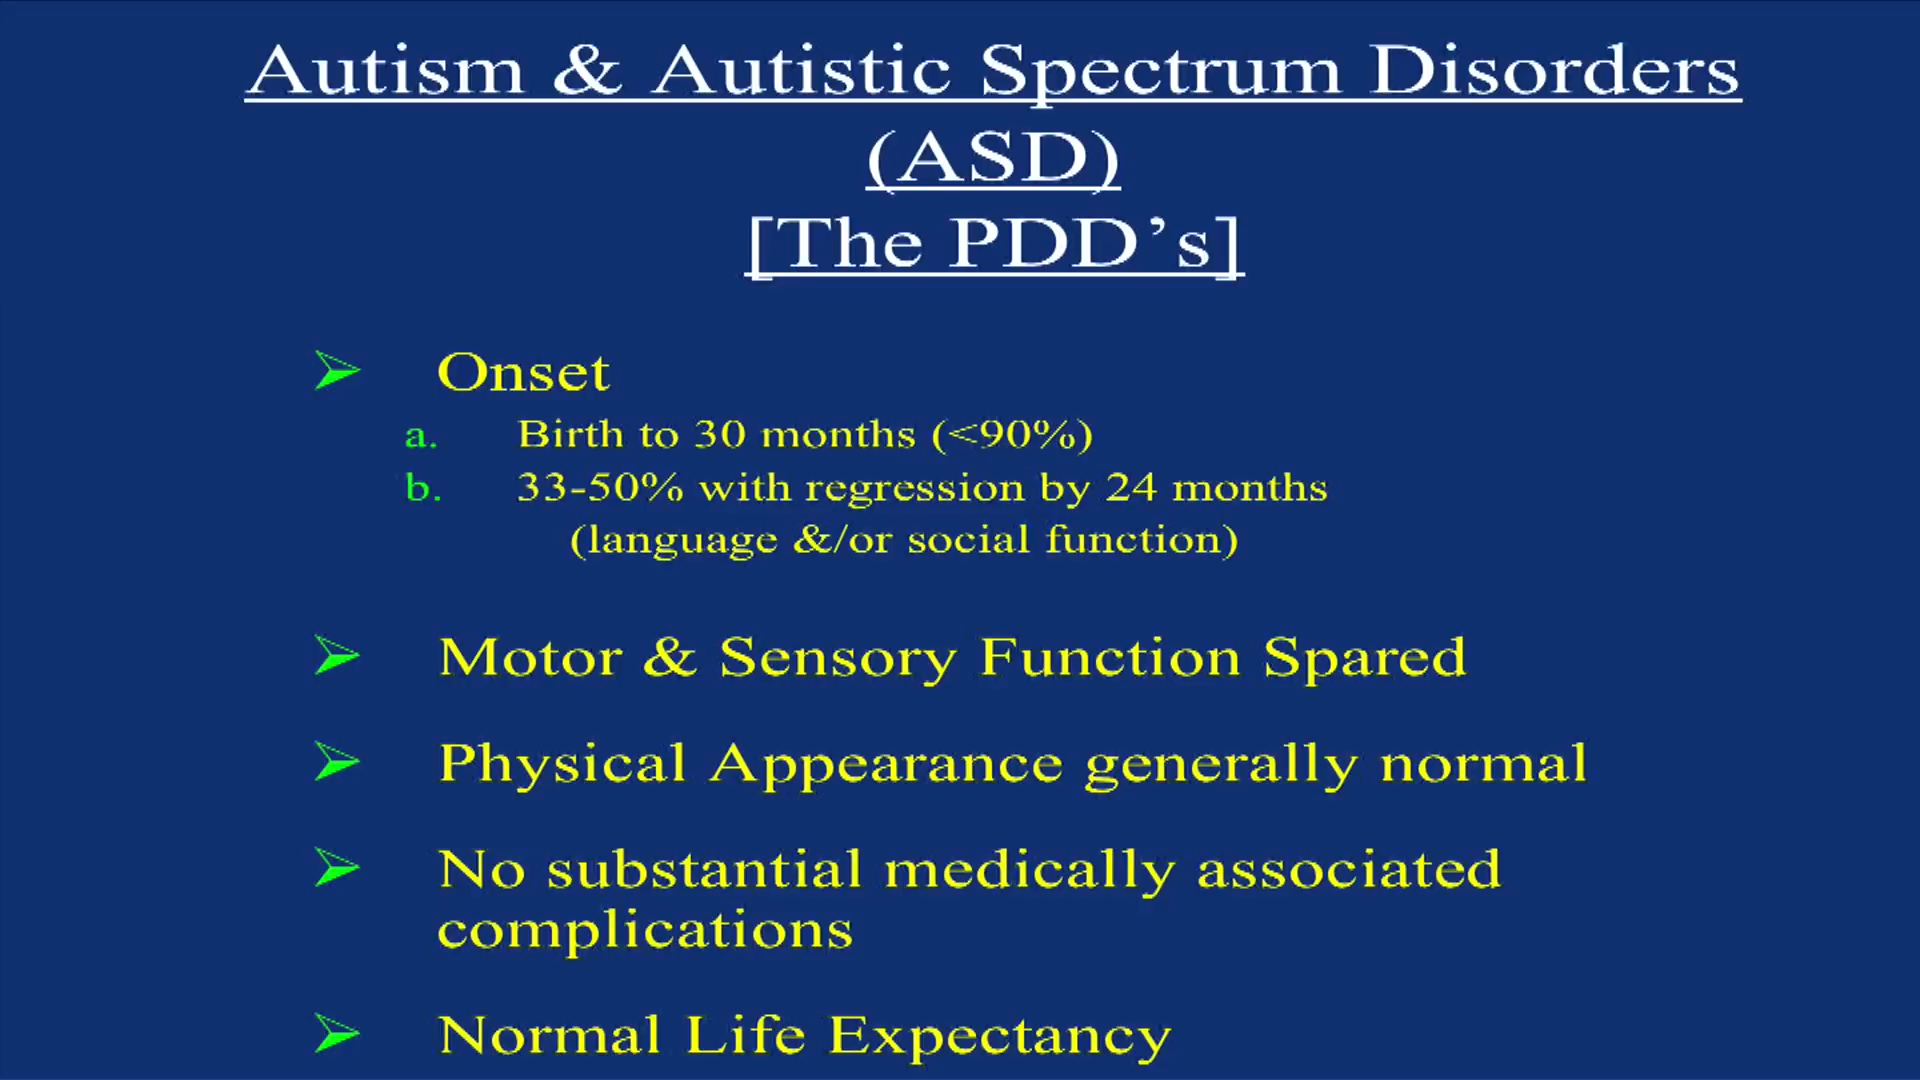 Autism & Autistic Spectrum Disorders
(ASD)
[The PDD’s]
➢ Onset
a. Birth to 30 months (<90%)
b. 33-50% with regression by 24 months
(language &/or social function)
➢ Motor & Sensory Function Spared
➢ Physical Appearance generally normal
➢ No substantial medically associated
complications
➢ Normal Life Expectancy